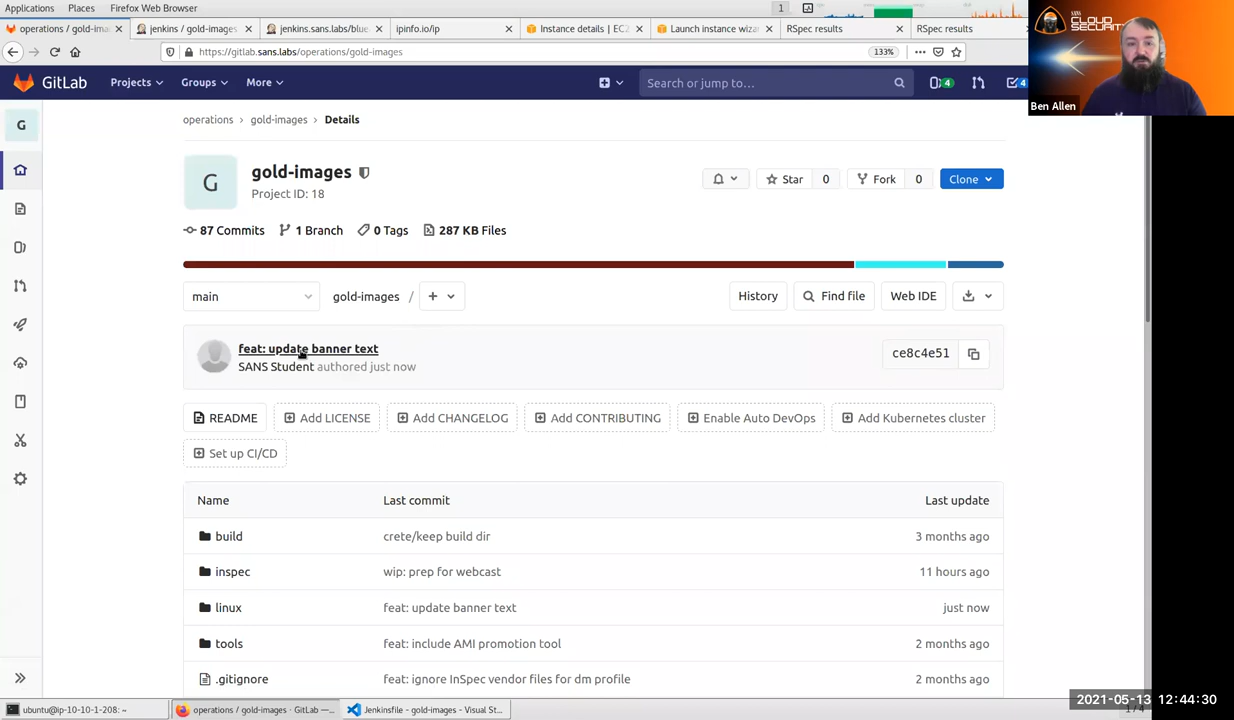 Applications Places Firefox Web Browser 1
operations / gold-ima jenkins / gold-images jenkins.sans.labs/blue ipinfo.io/ip Instance details | EC2 Launch instance wiza RSpec results RSpec results
https://gitlab.sans.labs/operations/gold-images 133%
GitLab Projects Groups More Search or jump to... 4 4
SANS
CLOUD
SECURITY
Ben Allen
G
operations > gold-images > Details
G
gold-images
Project ID: 18
Star 0 Fork 0 Clone
87 Commits 1 Branch 0 Tags 287 KB Files
main gold-images / + History Find file Web IDE
feat: update banner text
SANS Student authored just now
ce8c4e51
README Add LICENSE Add CHANGELOG Add CONTRIBUTING Enable Auto DevOps Add Kubernetes cluster
Set up CI/CD
Name Last commit Last update
build crete/keep build dir 3 months ago
inspec wip: prep for webcast 11 hours ago
linux feat: update banner text just now
tools feat: include AMI promotion tool 2 months ago
.gitignore feat: ignore InSpec vendor files for dm profile 2 months ago
2021-05-13 12:44:30
ubuntu@ip-10-10-1-208: ~ operations / gold-images · GitLab —... Jenkinsfile - gold-images - Visual St... 1 / 4